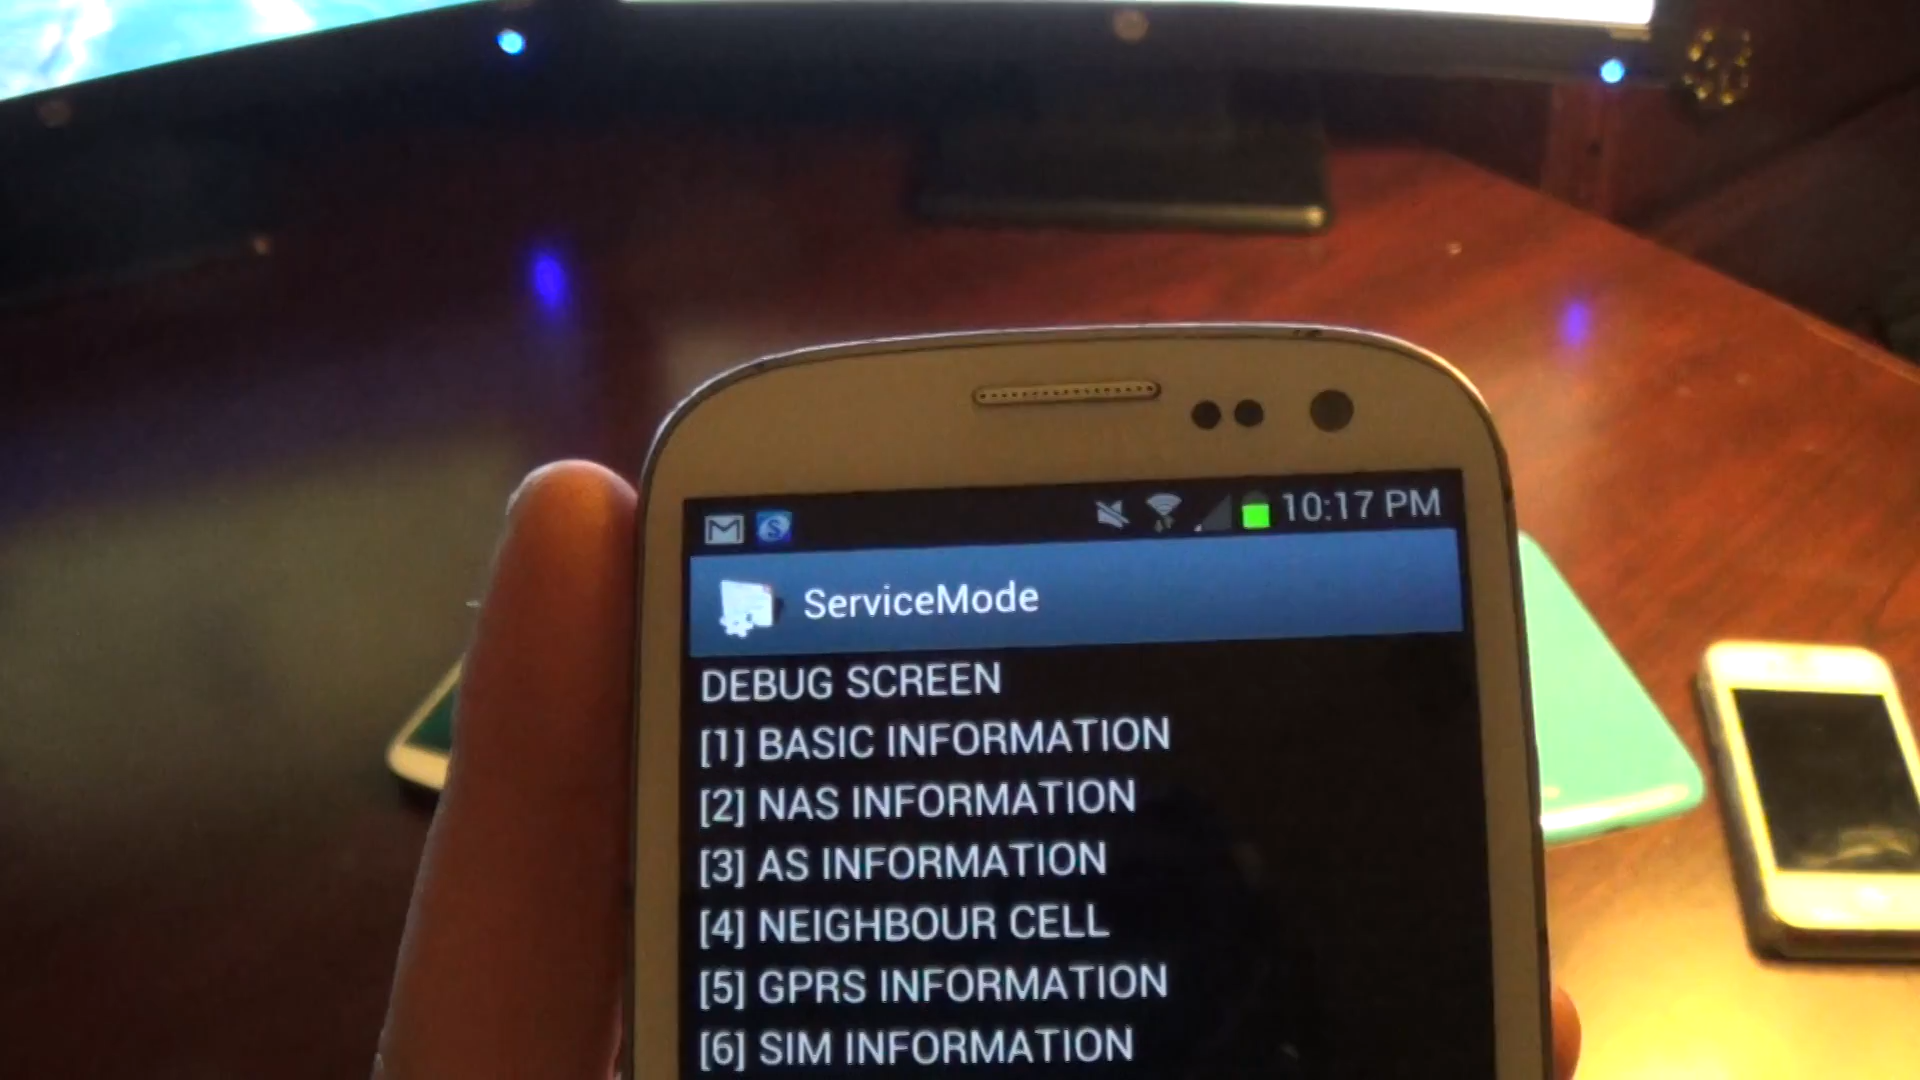 10:17 PM
ServiceMode
DEBUG SCREEN
[1] BASIC INFORMATION
[2] NAS INFORMATION
[3] AS INFORMATION
[4] NEIGHBOUR CELL
[5] GPRS INFORMATION
[6] SIM INFORMATION